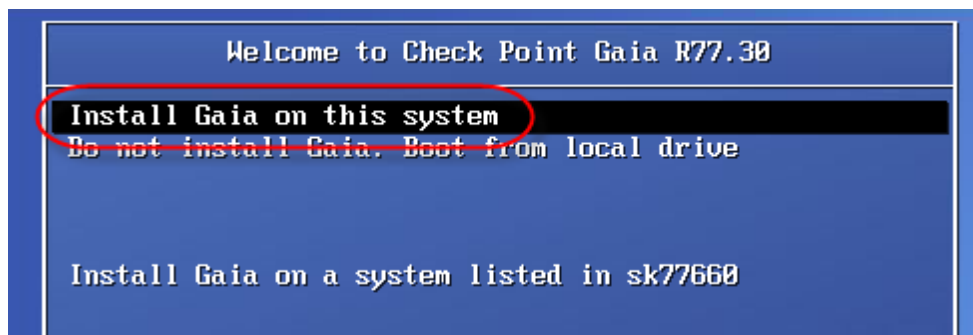 Welcome to Check Point Gaia R77.30
Install Gaia on this system
Do not install Gaia. Boot from local drive
Install Gaia on a system listed in sk77660